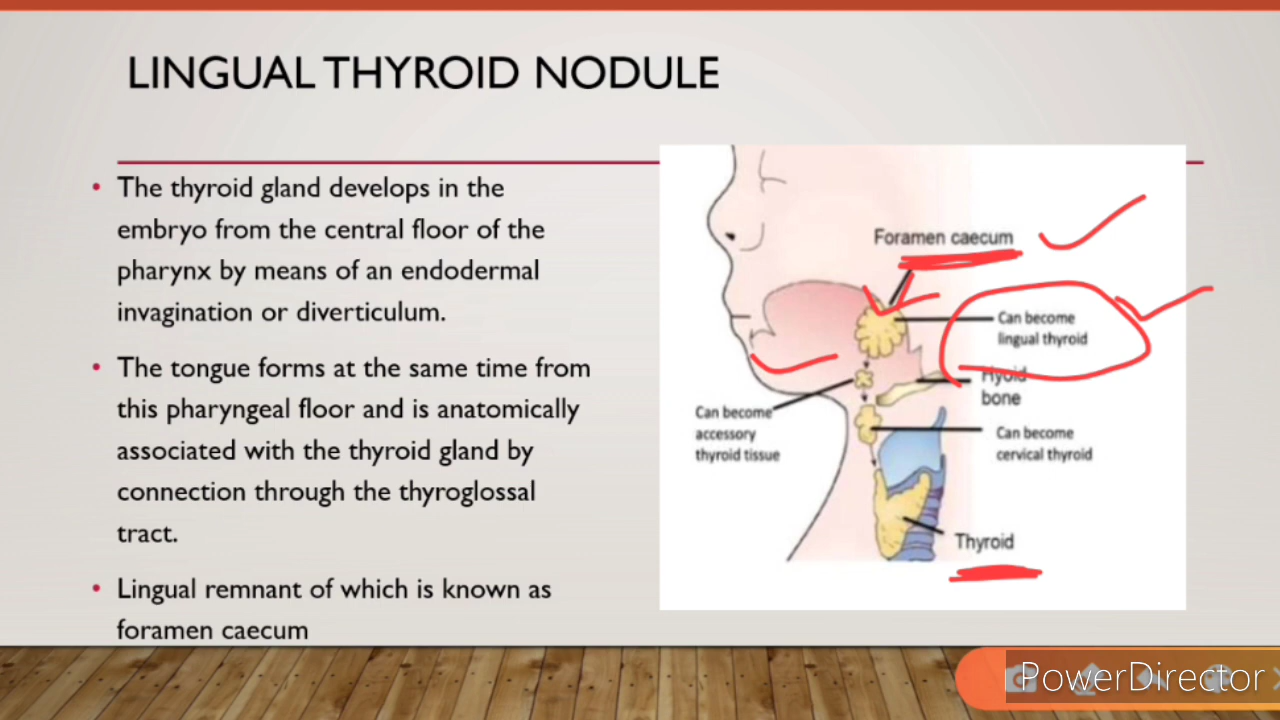 LINGUAL THYROID NODULE
• The thyroid gland develops in the
embryo from the central floor of the
pharynx by means of an endodermal
invagination or diverticulum.
• The tongue forms at the same time from
this pharyngeal floor and is anatomically
associated with the thyroid gland by
connection through the thyroglossal
tract.
• Lingual remnant of which is known as
foramen caecum
Foramen caecum
Can become
lingual thyroid
Hyoid
bone
Can become
accessory
thyroid tissue
Can become
cervical thyroid
Thyroid
PowerDirector